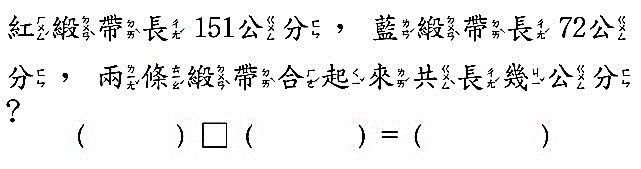 紅緞帶長 151公分， 藍緞帶長 72公
分， 兩條緞帶合起來共長幾公分
?
( ) □ ( ) = ( )